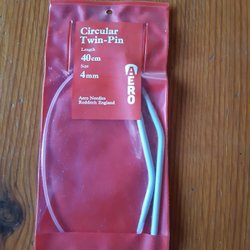 Circular
Twin-Pin
Length
40cm
Size
4mm
AERO
Aero Needles
Redditch England